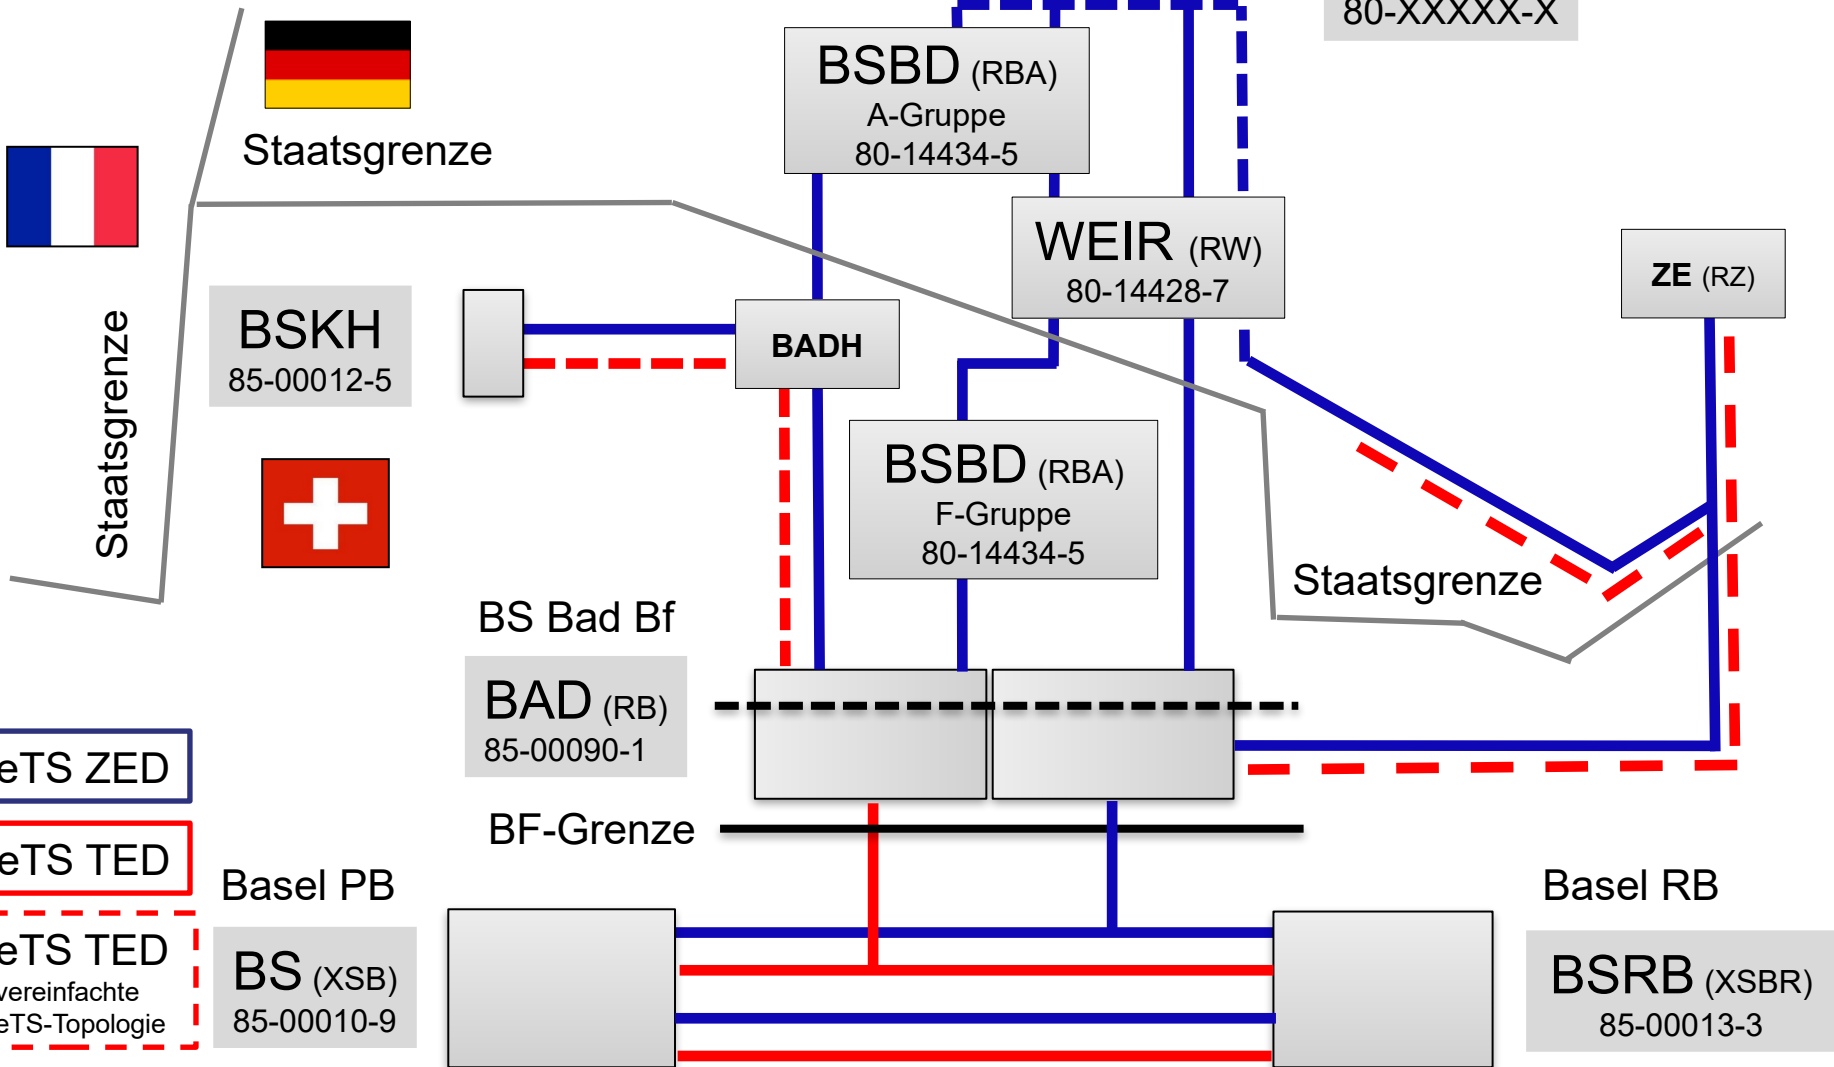 80-XXXXX-X
BSBD (RBA)
A-Gruppe
80-14434-5
Staatsgrenze
WEIR (RW)
80-14428-7
ZE (RZ)
BSKH
85-00012-5
BADH
Staatsgrenze
BSBD (RBA)
F-Gruppe
80-14434-5
Staatsgrenze
BS Bad Bf
BAD (RB)
85-00090-1
eTS ZED
BF-Grenze
eTS TED
Basel PB
Basel RB
eTS TED
vereinfachte
eTS-Topologie
BS (XSB)
85-00010-9
BSRB (XSBR)
85-00013-3